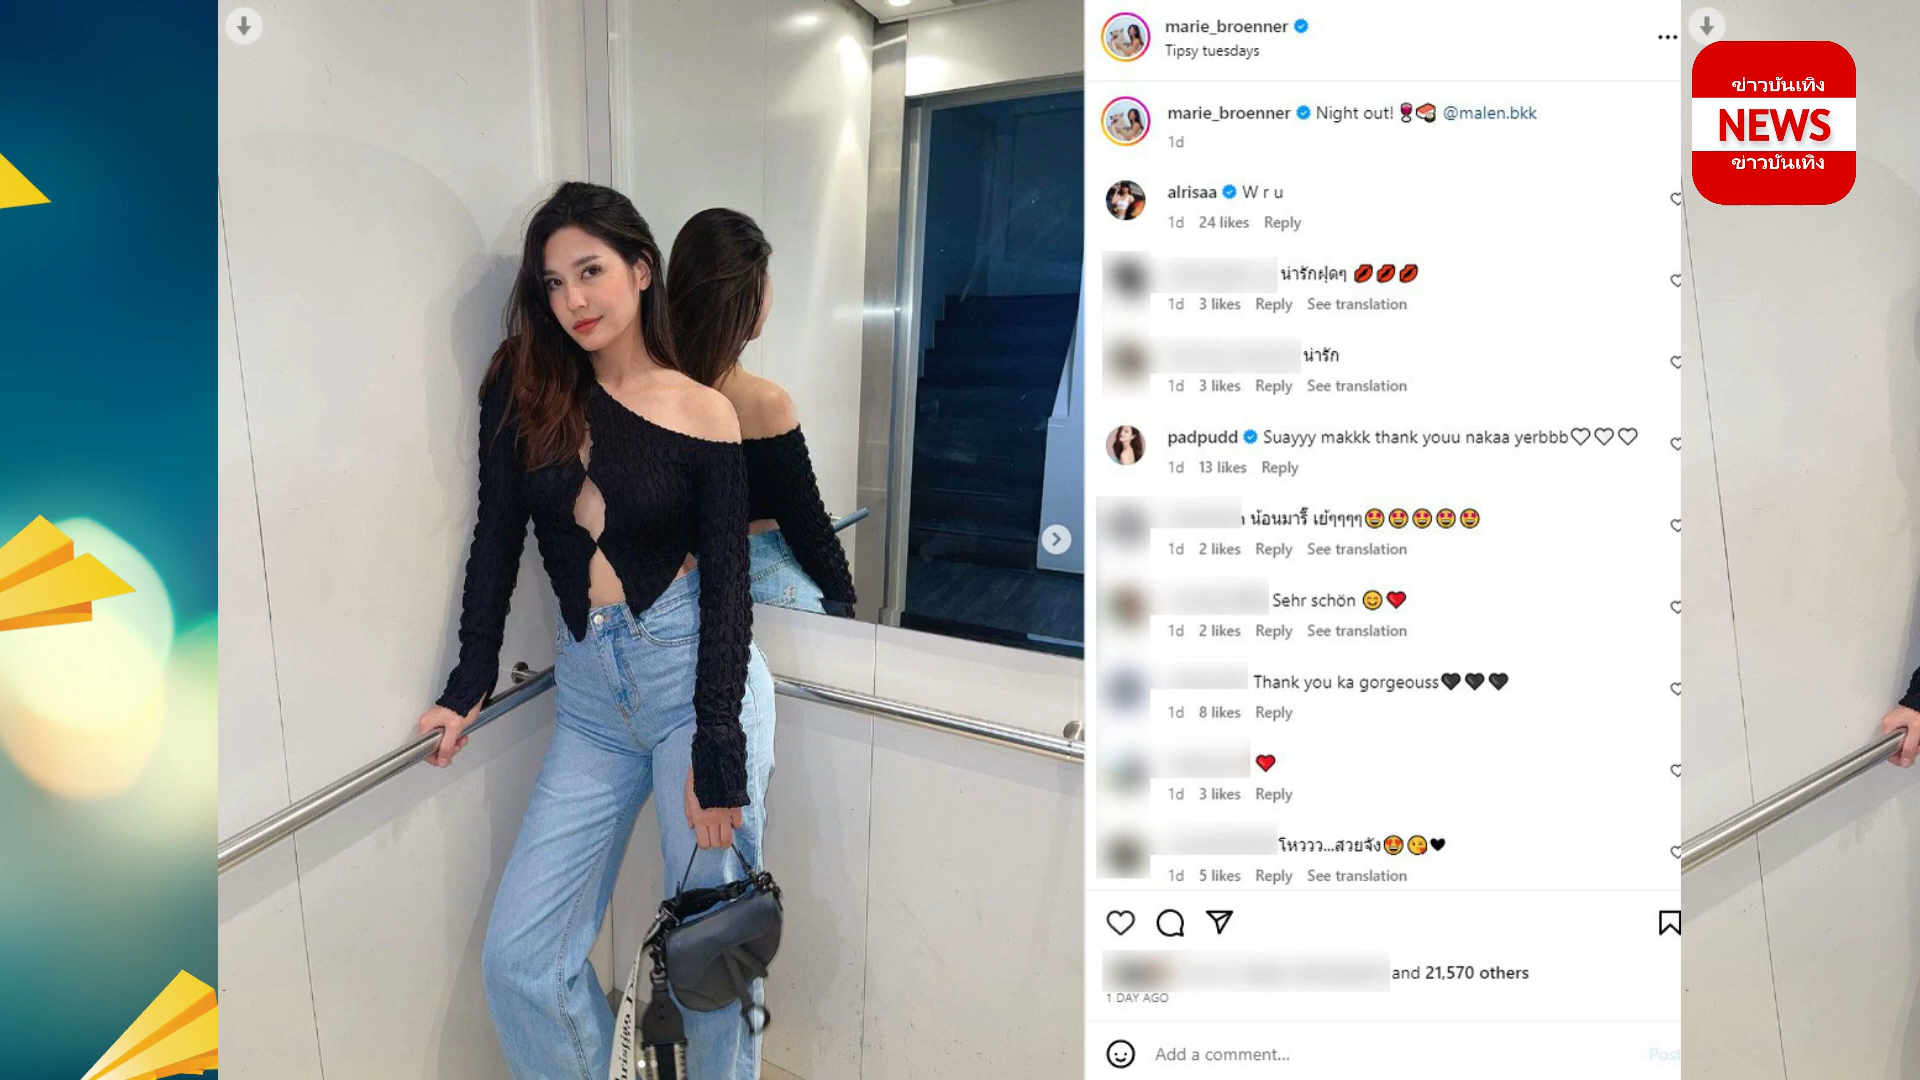 marie_broenner
Tipsy tuesdays
marie_broenner Night out! 🍷🍣 @malen.bkk
1d
alrisaa W r u
1d 24 likes Reply
น่ารักฝุดๆ 💋💋💋
1d 3 likes Reply See translation
น่ารัก
1d 3 likes Reply See translation
padpudd Suayyy makkk thank youu nakaa yerbbb🤍🤍🤍
1d 13 likes Reply
น้อนมารี๊ เย้ๆๆๆๆ🤩🤩🤩🤩🤩
1d 2 likes Reply See translation
Sehr schön 😊❤️
1d 2 likes Reply See translation
Thank you ka gorgeouss🖤🖤🖤
1d 8 likes Reply
❤️
1d 3 likes Reply
โหววว...สวยจัง😍😘🖤
1d 5 likes Reply See translation
and 21,570 others
1 DAY AGO
Add a comment...
Post
ข่าวบันเทิง
NEWS
ข่าวบันเทิง